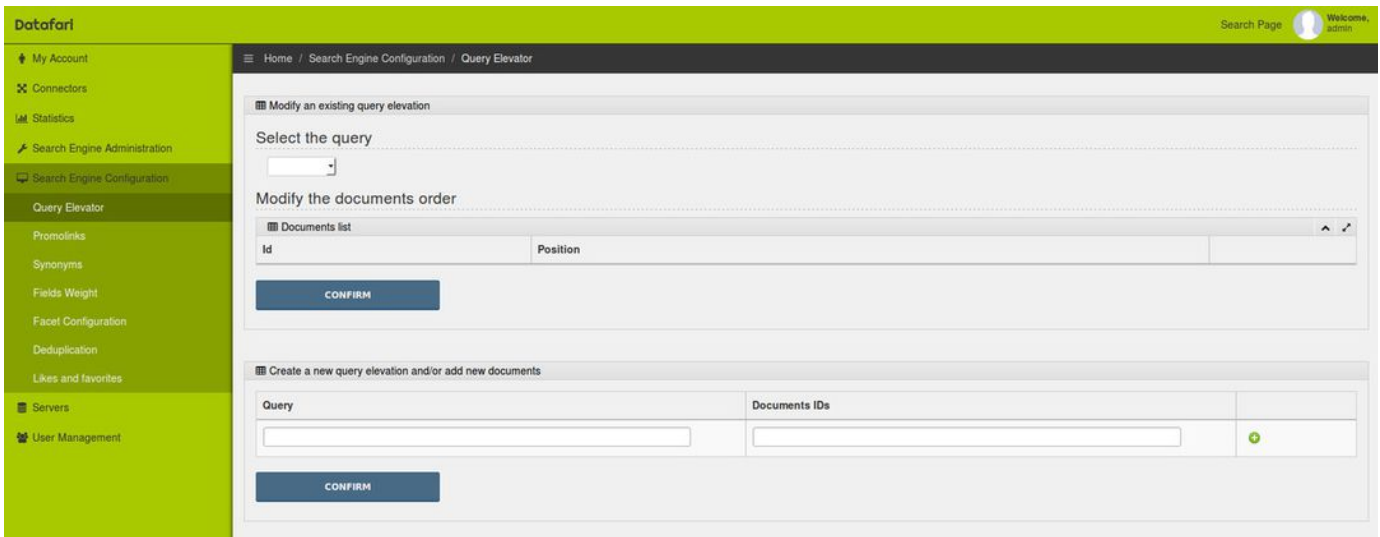 Datafari
Search Page
Welcome,
admin
My Account
Connectors
Statistics
Search Engine Administration
Search Engine Configuration
Query Elevator
Promolinks
Synonyms
Fields Weight
Facet Configuration
Deduplication
Likes and favorites
Servers
User Management
Home / Search Engine Configuration / Query Elevator
Modify an existing query elevation
Select the query
Modify the documents order
Documents list
Id Position
CONFIRM
Create a new query elevation and/or add new documents
Query Documents IDs
CONFIRM